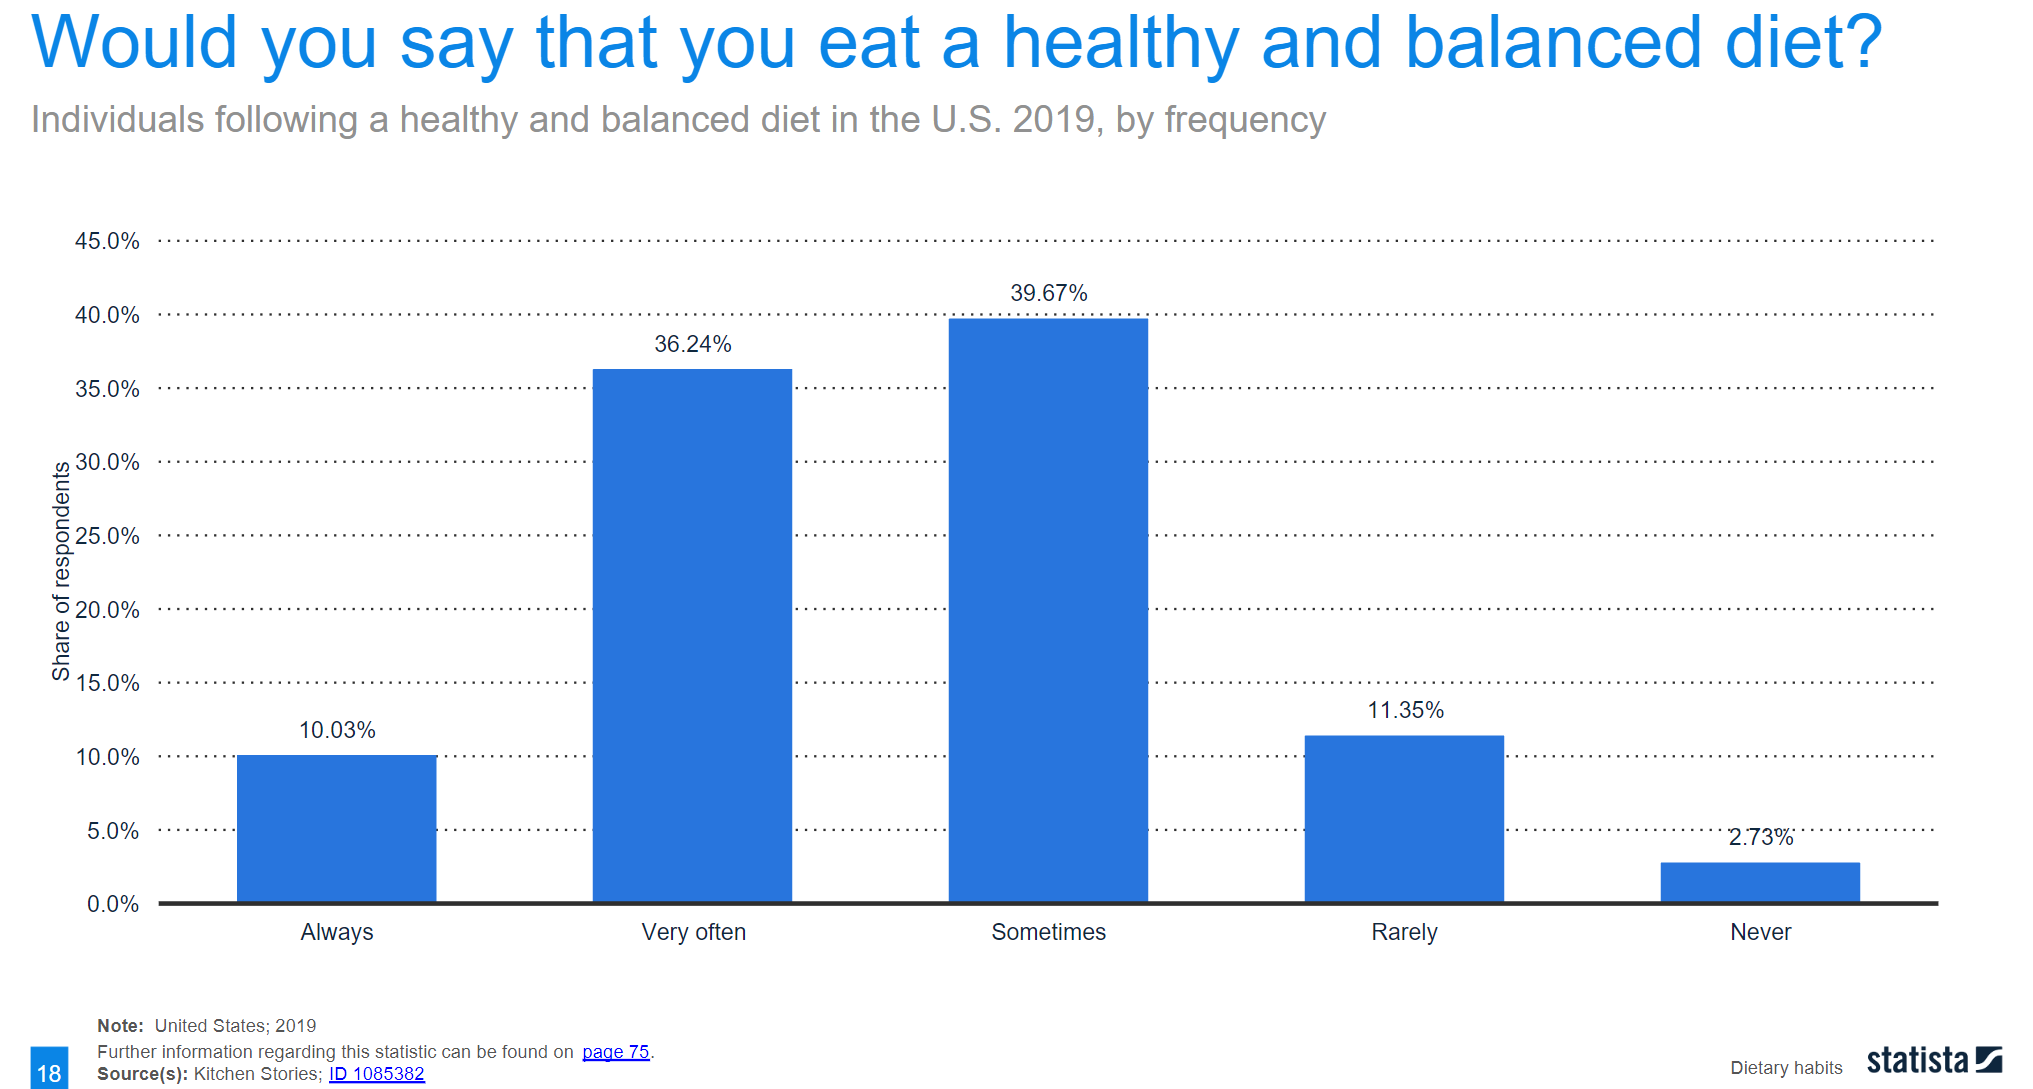 Would you say that you eat a healthy and balanced diet?
Individuals following a healthy and balanced diet in the U.S. 2019, by frequency
Share of respondents
45.0%
40.0%
35.0%
30.0%
25.0%
20.0%
15.0%
10.0%
5.0%
0.0%
10.03%
36.24%
39.67%
11.35%
2.73%
Always
Very often
Sometimes
Rarely
Never
Note: United States; 2019
Further information regarding this statistic can be found on page 75.
Source(s): Kitchen Stories; ID 1085382
18
Dietary habits
statista